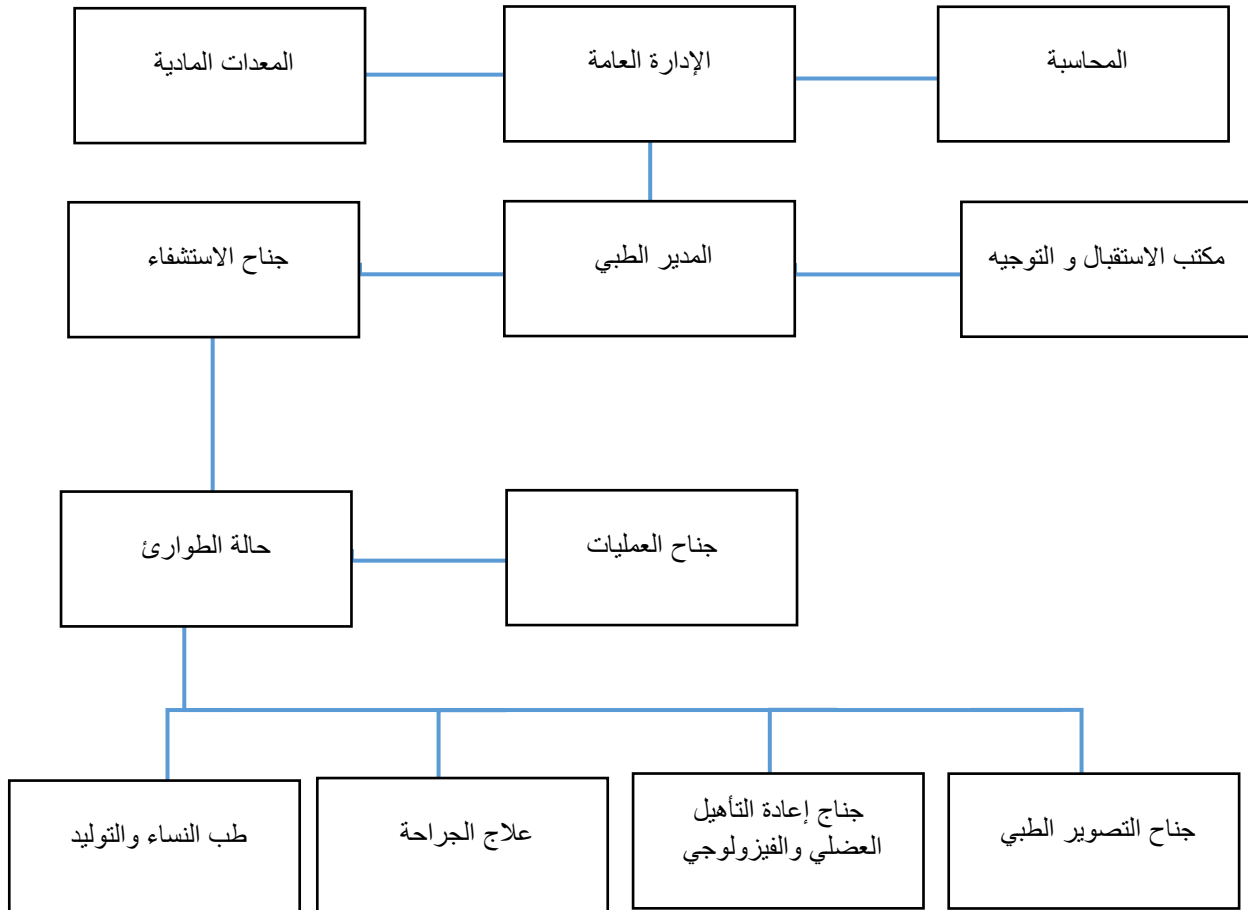 المحاسبة
الإدارة العامة
المعدات المادية
مكتب الاستقبال و التوجيه
المدير الطبي
جناح الاستشفاء
جناح العمليات
حالة الطوارئ
جناح التصوير الطبي
جناج إعادة التأهيل
العضلي والفيزولوجي
علاج الجراحة
طب النساء والتوليد